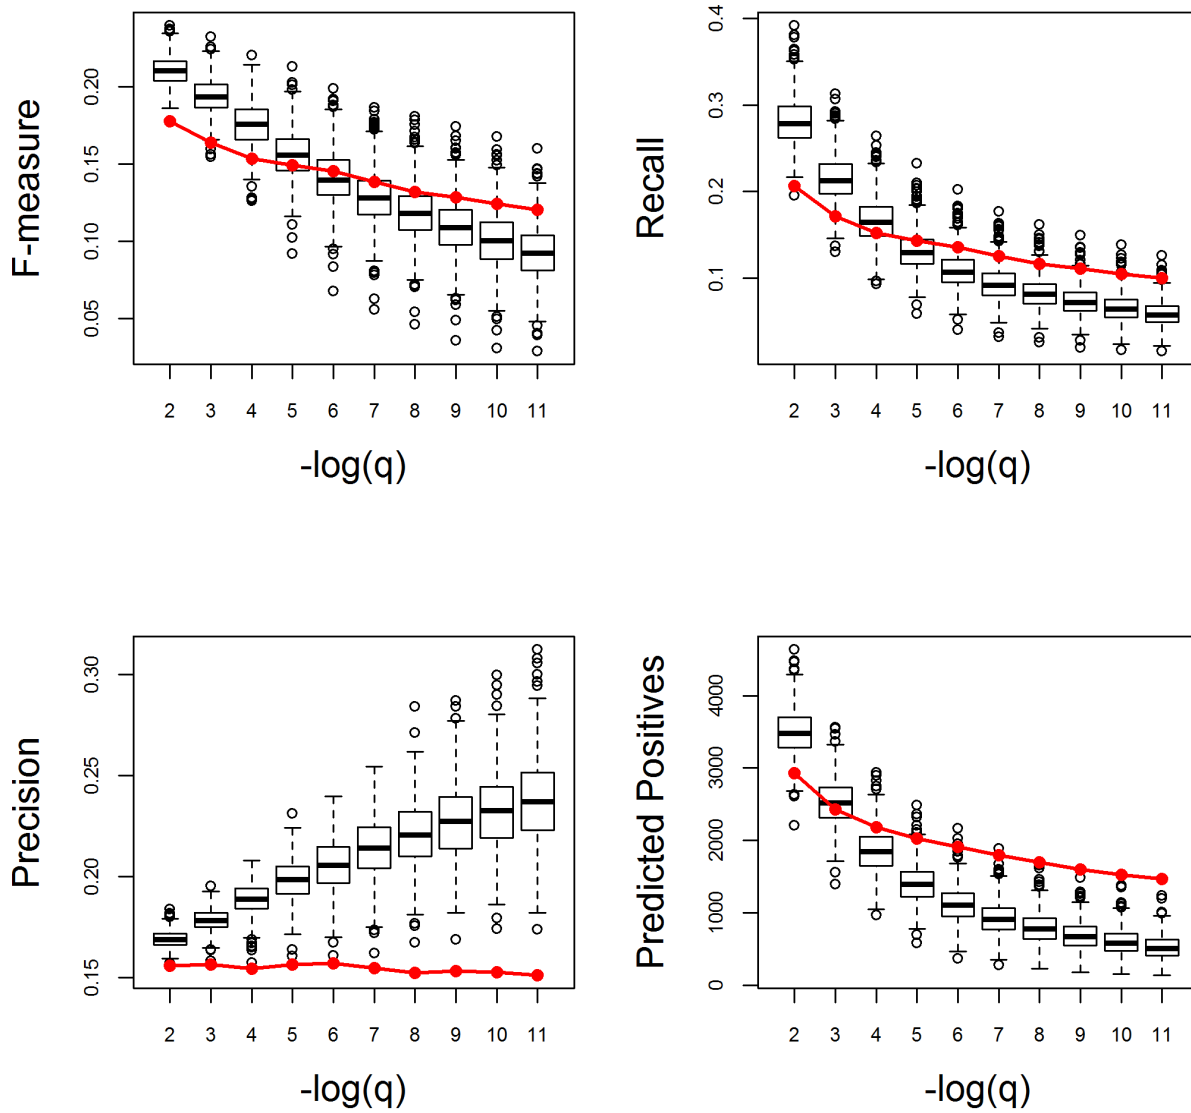 F-measure
0.20
0.15
0.10
0.05
2 3 4 5 6 7 8 9 10 11
-log(q)
Recall
0.4
0.3
0.2
0.1
2 3 4 5 6 7 8 9 10 11
-log(q)
Precision
0.30
0.25
0.20
0.15
2 3 4 5 6 7 8 9 10 11
-log(q)
Predicted Positives
4000
3000
2000
1000
0
2 3 4 5 6 7 8 9 10 11
-log(q)